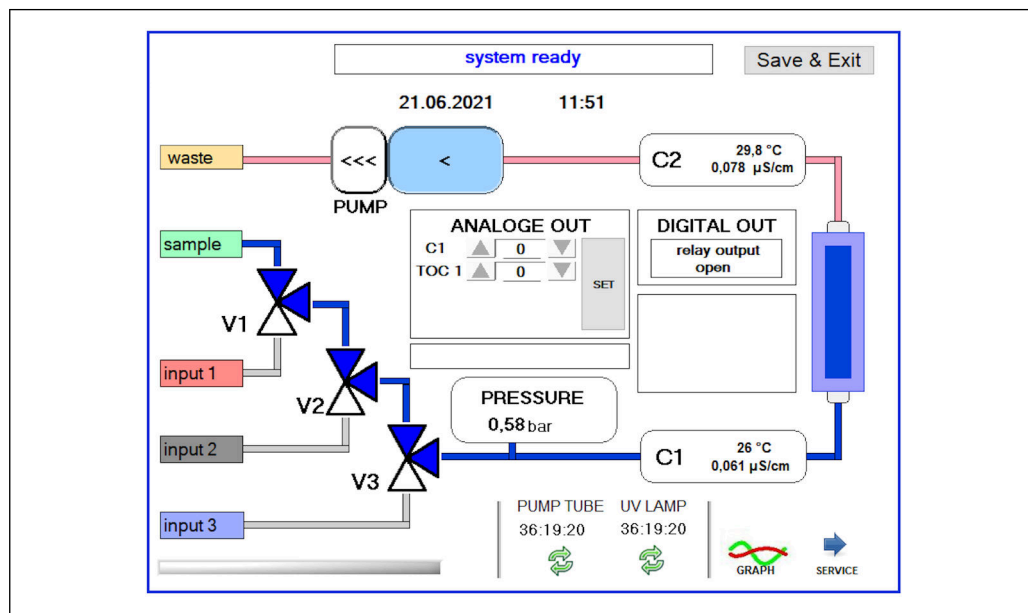 system ready
Save & Exit
21.06.2021 11:51
waste
<<<
<
PUMP
C2
29,8 °C
0,078 µS/cm
sample
V1
ANALOGE OUT
C1 0
TOC 1 0
SET
DIGITAL OUT
relay output
open
input 1
V2
PRESSURE
0,58 bar
input 2
V3
C1
26 °C
0,061 µS/cm
input 3
PUMP TUBE
36:19:20
UV LAMP
36:19:20
GRAPH
SERVICE